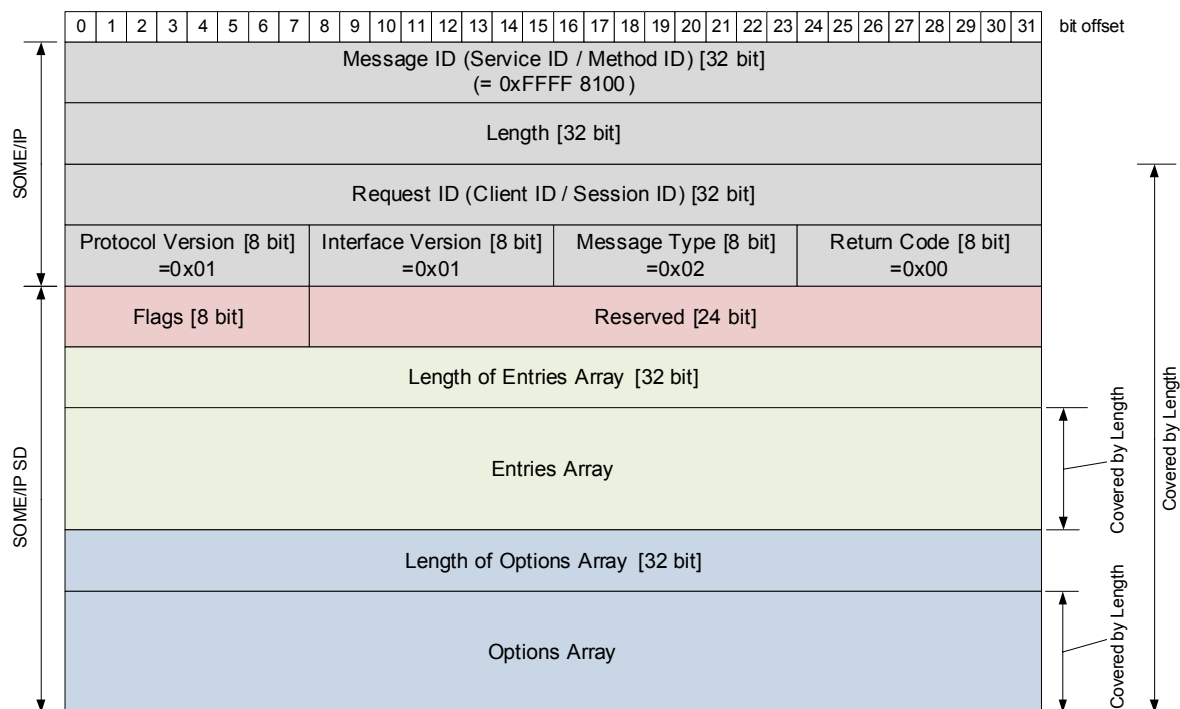 0 1 2 3 4 5 6 7 8 9 10 11 12 13 14 15 16 17 18 19 20 21 22 23 24 25 26 27 28 29 30 31 bit offset
Message ID (Service ID / Method ID) [32 bit]
(= 0xFFFF 8100)
Length [32 bit]
Request ID (Client ID / Session ID) [32 bit]
Protocol Version [8 bit]
=0x01
Interface Version [8 bit]
=0x01
Message Type [8 bit]
=0x02
Return Code [8 bit]
=0x00
SOME/IP
Flags [8 bit]
Reserved [24 bit]
Length of Entries Array [32 bit]
Entries Array
Length of Options Array [32 bit]
Options Array
SOME/IP SD
Covered by Length
Covered by Length
Covered by Length